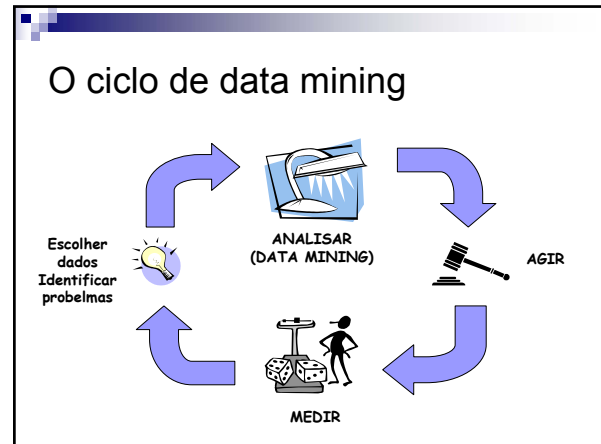 O ciclo de data mining
ANALISAR
(DATA MINING)
Escolher
dados
Identificar
probelmas
AGIR
MEDIR